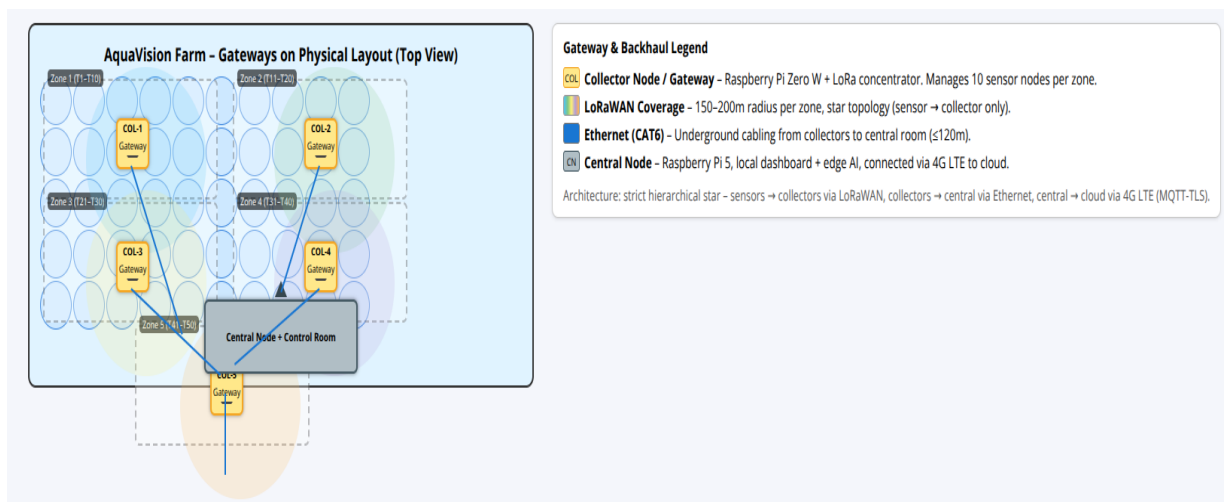 AquaVision Farm – Gateways on Physical Layout (Top View)
Zone 1 (T1–T10)
Zone 2 (T11–T20)
COL-1
Gateway
COL-2
Gateway
Zone 3 (T21–T30)
Zone 4 (T31–T40)
COL-3
Gateway
COL-4
Gateway
Zone 5 (T41–T50)
Central Node + Control Room
COL-5
Gateway
Gateway & Backhaul Legend
COL Collector Node / Gateway – Raspberry Pi Zero W + LoRa concentrator. Manages 10 sensor nodes per zone.
LoRaWAN Coverage – 150–200m radius per zone, star topology (sensor → collector only).
Ethernet (CAT6) – Underground cabling from collectors to central room (≤120m).
CN Central Node – Raspberry Pi 5, local dashboard + edge AI, connected via 4G LTE to cloud.
Architecture: strict hierarchical star – sensors → collectors via LoRaWAN, collectors → central via Ethernet, central → cloud via 4G LTE (MQTT-TLS).